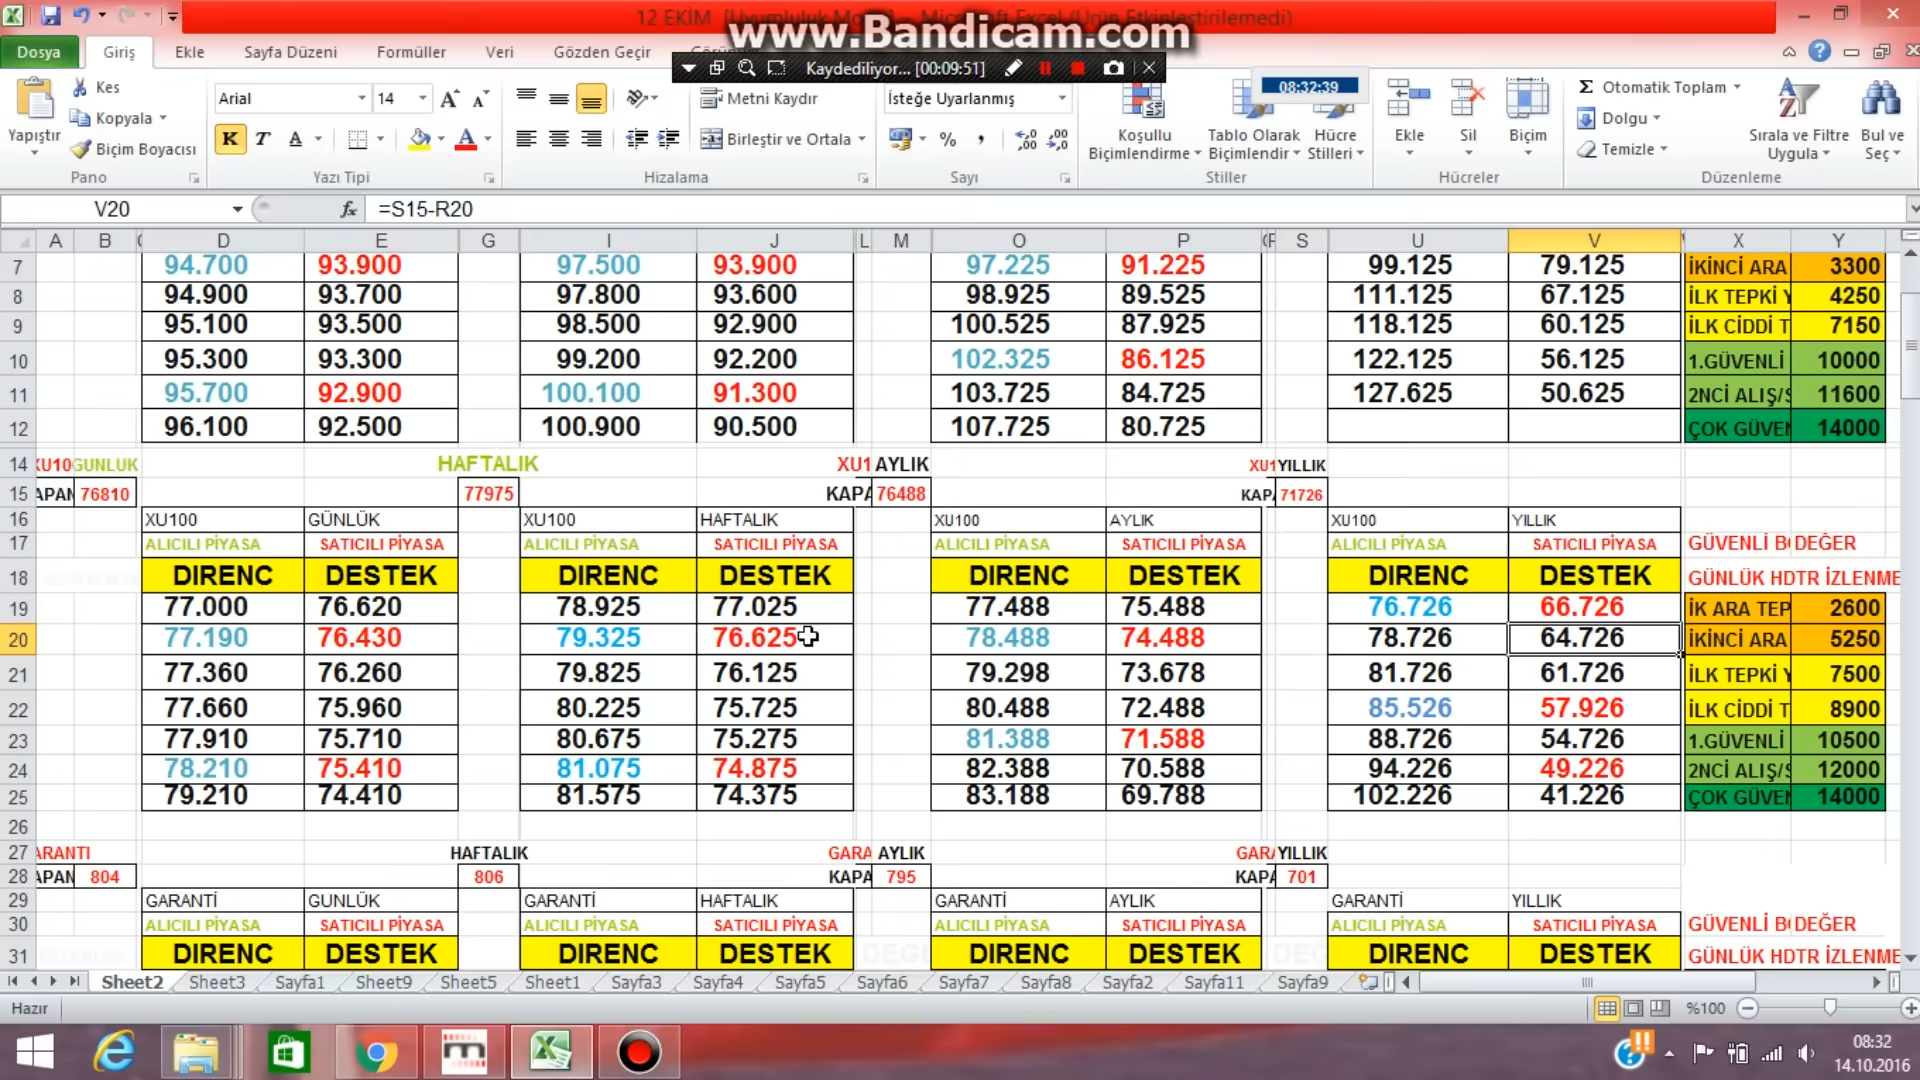 12 EKİM [Uyumluluk Mo
www.Bandicam.com
Dosya Giriş Ekle Sayfa Düzeni Formüller Veri Gözden Geçir
Kaydediliyor... [00:09:51]
08:32:39
Kes
Kopyala
Biçim Boyacısı
Yapıştır
Pano
Arial 14
K T A
Yazı Tipi
Metni Kaydır
Birleştir ve Ortala
Hizalama
İsteğe Uyarlanmış
Sayı
Koşullu Biçimlendirme
Tablo Olarak Biçimlendir
Hücre Stilleri
Stiller
Ekle Sil Biçim
Hücreler
Otomatik Toplam
Dolgu
Temizle
Sırala ve Filtre Uygula
Bul ve Seç
Düzenleme
V20 fx =S15-R20
A B D E G I J L M O P S U V X Y
7 94.700 93.900 97.500 93.900 97.225 91.225 99.125 79.125 İKİNCİ ARA 3300
8 94.900 93.700 97.800 93.600 98.925 89.525 111.125 67.125 İLK TEPKİ Y 4250
9 95.100 93.500 98.500 92.900 100.525 87.925 118.125 60.125 İLK CİDDİ T 7150
10 95.300 93.300 99.200 92.200 102.325 86.125 122.125 56.125 1.GÜVENLİ 10000
11 95.700 92.900 100.100 91.300 103.725 84.725 127.625 50.625 2NCİ ALIŞ/S 11600
12 96.100 92.500 100.900 90.500 107.725 80.725 ÇOK GÜVEN 14000
14 XU10 GUNLUK HAFTALIK XU1 AYLIK XU1 YILLIK
15 APAN 76810 77975 KAPA 76488 KAPA 71726
16 XU100 GÜNLÜK XU100 HAFTALIK XU100 AYLIK XU100 YILLIK
17 ALICILI PİYASA SATICILI PİYASA ALICILI PİYASA SATICILI PİYASA ALICILI PİYASA SATICILI PİYASA ALICILI PİYASA SATICILI PİYASA GÜVENLİ B DEĞER
18 DIRENC DESTEK DIRENC DESTEK DIRENC DESTEK DIRENC DESTEK GÜNLÜK HDTR İZLENME
19 77.000 76.620 78.925 77.025 77.488 75.488 76.726 66.726 İK ARA TEP 2600
20 77.190 76.430 79.325 76.625 78.488 74.488 78.726 64.726 İKİNCİ ARA 5250
21 77.360 76.260 79.825 76.125 79.298 73.678 81.726 61.726 İLK TEPKİ Y 7500
22 77.660 75.960 80.225 75.725 80.488 72.488 85.526 57.926 İLK CİDDİ T 8900
23 77.910 75.710 80.675 75.275 81.388 71.588 88.726 54.726 1.GÜVENLİ 10500
24 78.210 75.410 81.075 74.875 82.388 70.588 94.226 49.226 2NCİ ALIŞ/S 12000
25 79.210 74.410 81.575 74.375 83.188 69.788 102.226 41.226 ÇOK GÜVEN 14000
26
27 ARANTI HAFTALIK GARA AYLIK GARA YILLIK
28 APAN 804 806 KAPA 795 KAPA 701
29 GARANTİ GUNLÜK GARANTİ HAFTALIK GARANTİ AYLIK GARANTİ YILLIK
30 ALICILI PİYASA SATICILI PİYASA ALICILI PİYASA SATICILI PİYASA ALICILI PİYASA SATICILI PİYASA ALICILI PİYASA SATICILI PİYASA GÜVENLİ B DEĞER
31 DIRENC DESTEK DIRENC DESTEK DIRENC DESTEK DIRENC DESTEK GÜNLÜK HDTR İZLENME
Sheet2 Sheet3 Sayfa1 Sheet9 Sheet5 Sheet1 Sayfa3 Sayfa4 Sayfa5 Sayfa6 Sayfa7 Sayfa8 Sayfa2 Sayfa11 Sayfa9
Hazır %100
08:32
14.10.2016